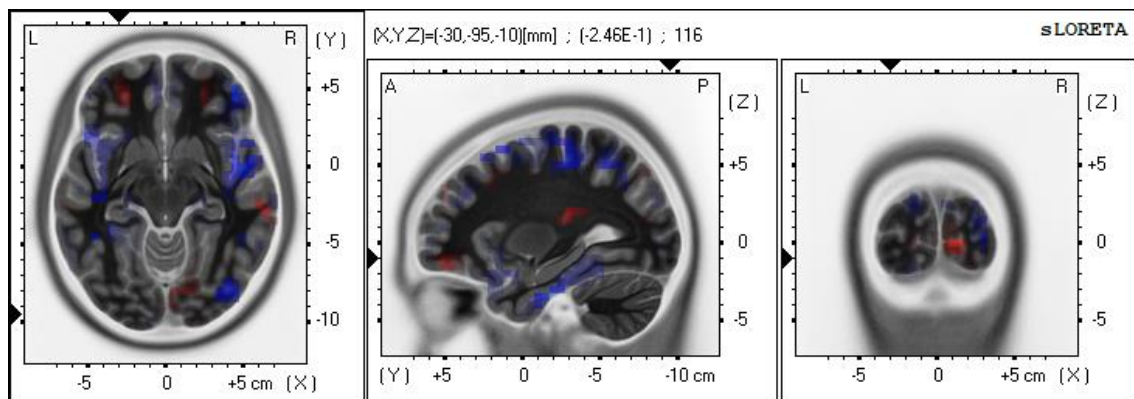 (X,Y,Z)=(-30,-95,-10)[mm] ; (-2.46E-1) ; 116
sLORETA
L R (Y)
+5
0
-5
-10
-5 0 +5 cm (X)
A P (Z)
+5
0
-5
(Y) +5 0 -5 -10 cm
L R (Z)
+5
0
-5
-5 0 +5 cm (X)